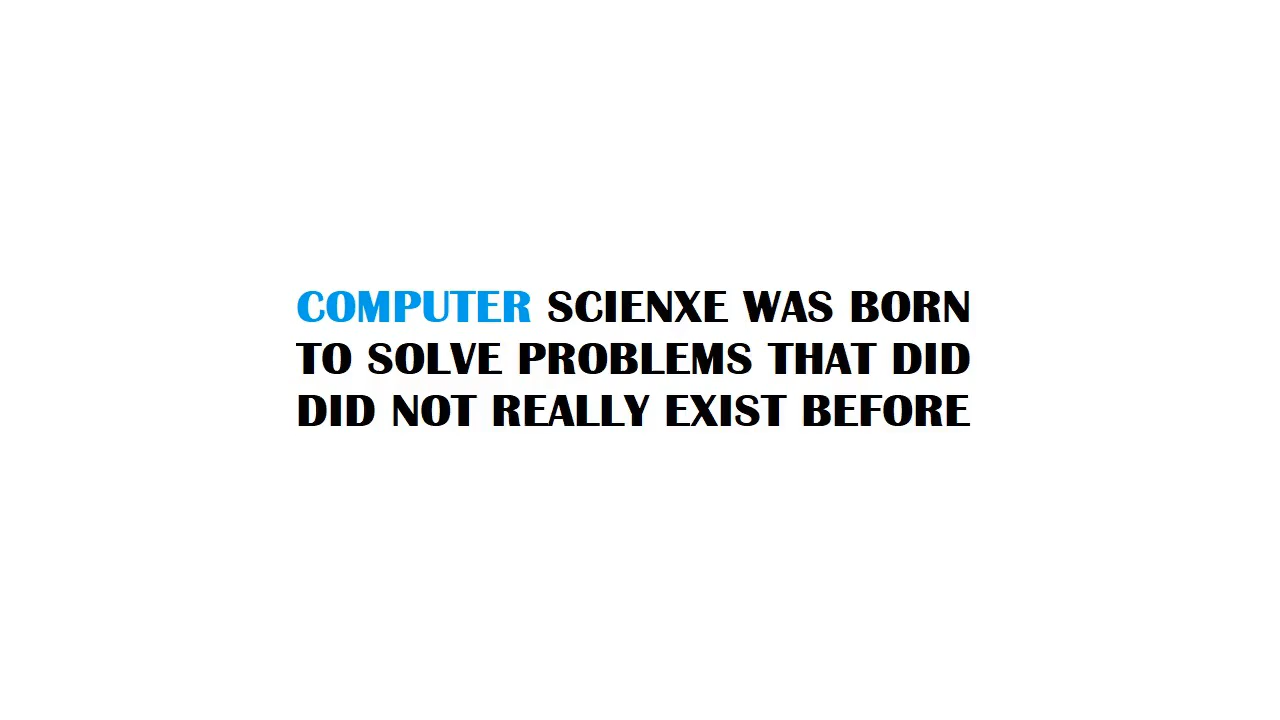 COMPUTER SCIENXE WAS BORN
TO SOLVE PROBLEMS THAT DID
DID NOT REALLY EXIST BEFORE